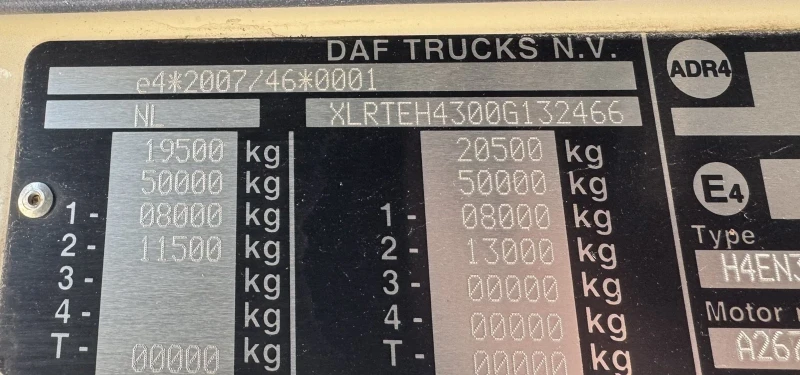 DAF TRUCKS N.V.
e4*2007/46*0001
NL XLRTEH4300G132466
19500 kg 20500 kg
50000 kg 50000 kg
1- 08000 kg 1- 08000 kg
2- 11500 kg 2- 13000 kg
3- kg 3- 00000 kg
4- kg 4- 00000 kg
T- 00000 kg T- 00000 kg
ADR4
E4
Type
H4EN3
Motor
A267